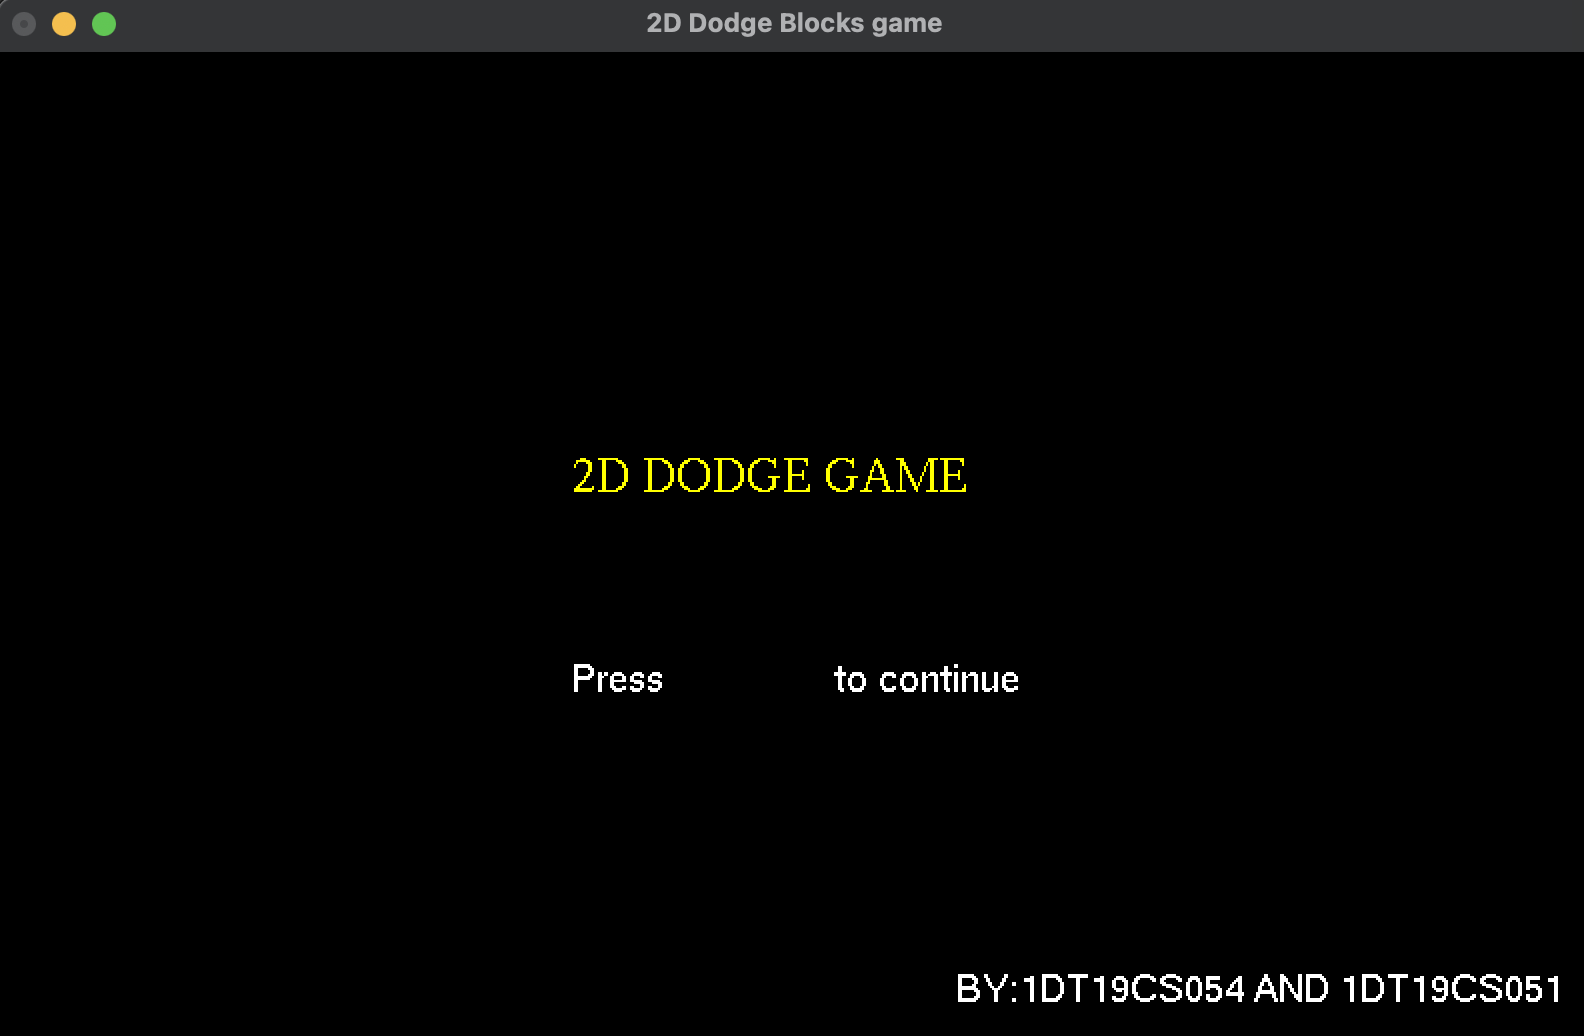 2D Dodge Blocks game
2D DODGE GAME
Press to continue
BY:1DT19CS054 AND 1DT19CS051